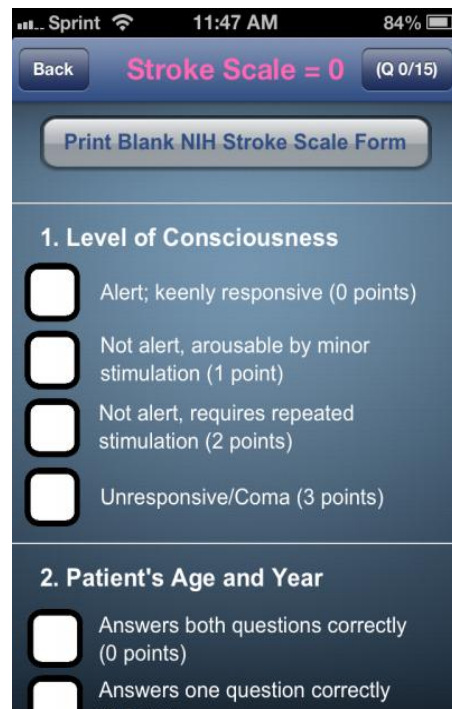 Sprint 11:47 AM 84%
Back Stroke Scale = 0 (Q 0/15)
Print Blank NIH Stroke Scale Form
1. Level of Consciousness
Alert; keenly responsive (0 points)
Not alert, arousable by minor
stimulation (1 point)
Not alert, requires repeated
stimulation (2 points)
Unresponsive/Coma (3 points)
2. Patient's Age and Year
Answers both questions correctly
(0 points)
Answers one question correctly